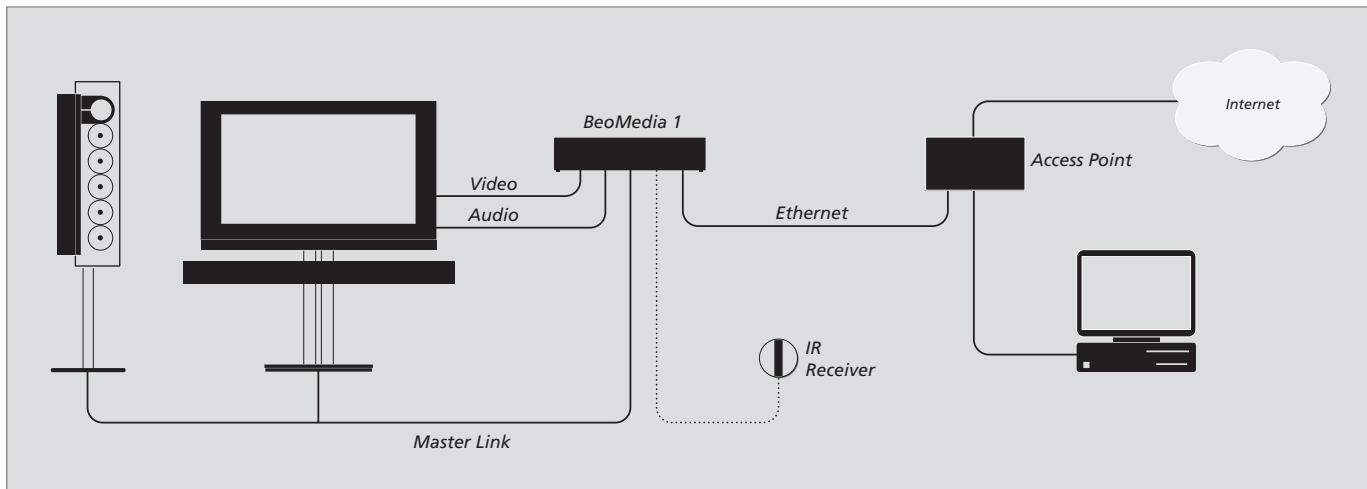 Internet
BeoMedia 1
Access Point
Video
Audio
Ethernet
IR
Receiver
Master Link